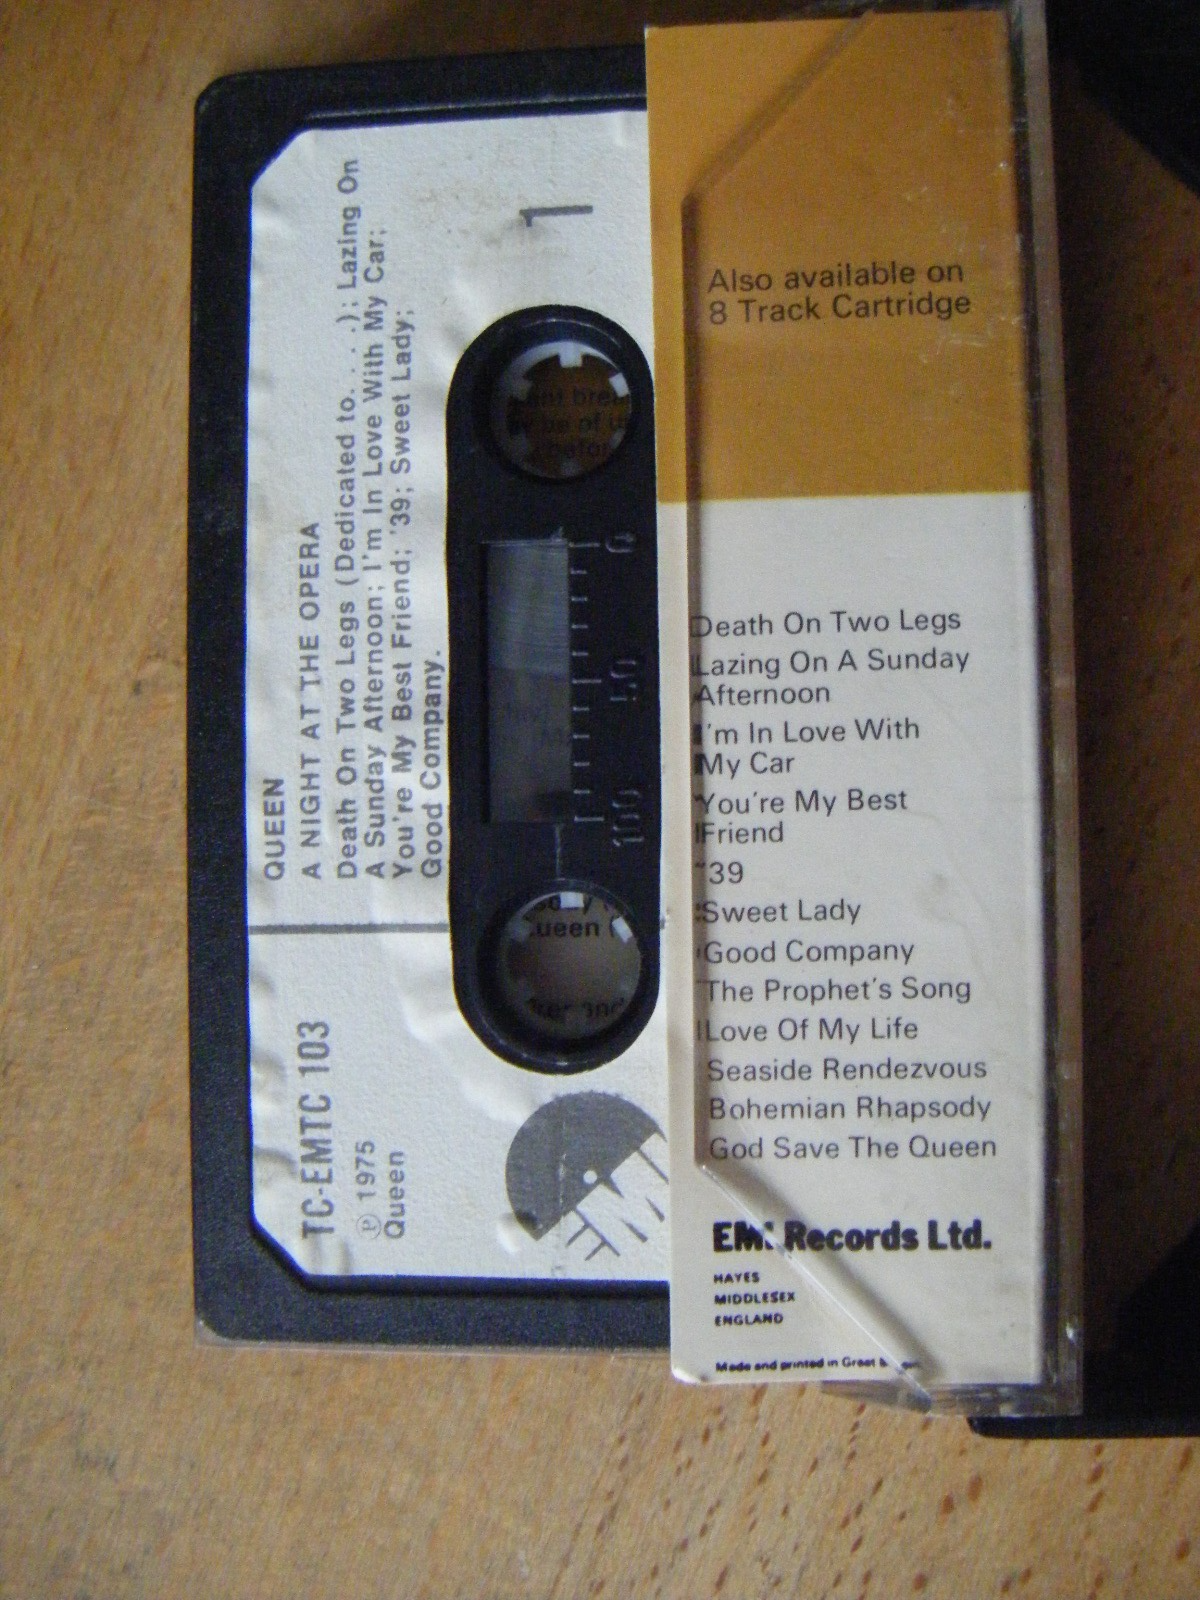 QUEEN
A NIGHT AT THE OPERA
Death On Two Legs (Dedicated to. . . .); Lazing On
A Sunday Afternoon; I'm In Love With My Car;
You're My Best Friend; '39; Sweet Lady;
Good Company.
1
TC-EMTC 103
℗ 1975
Queen
EMI
0
50
100
Also available on
8 Track Cartridge
Death On Two Legs
Lazing On A Sunday
Afternoon
I'm In Love With
My Car
You're My Best
Friend
'39
Sweet Lady
Good Company
The Prophet's Song
Love Of My Life
Seaside Rendezvous
Bohemian Rhapsody
God Save The Queen
EMI Records Ltd.
HAYES
MIDDLESEX
ENGLAND
Made and printed in Great